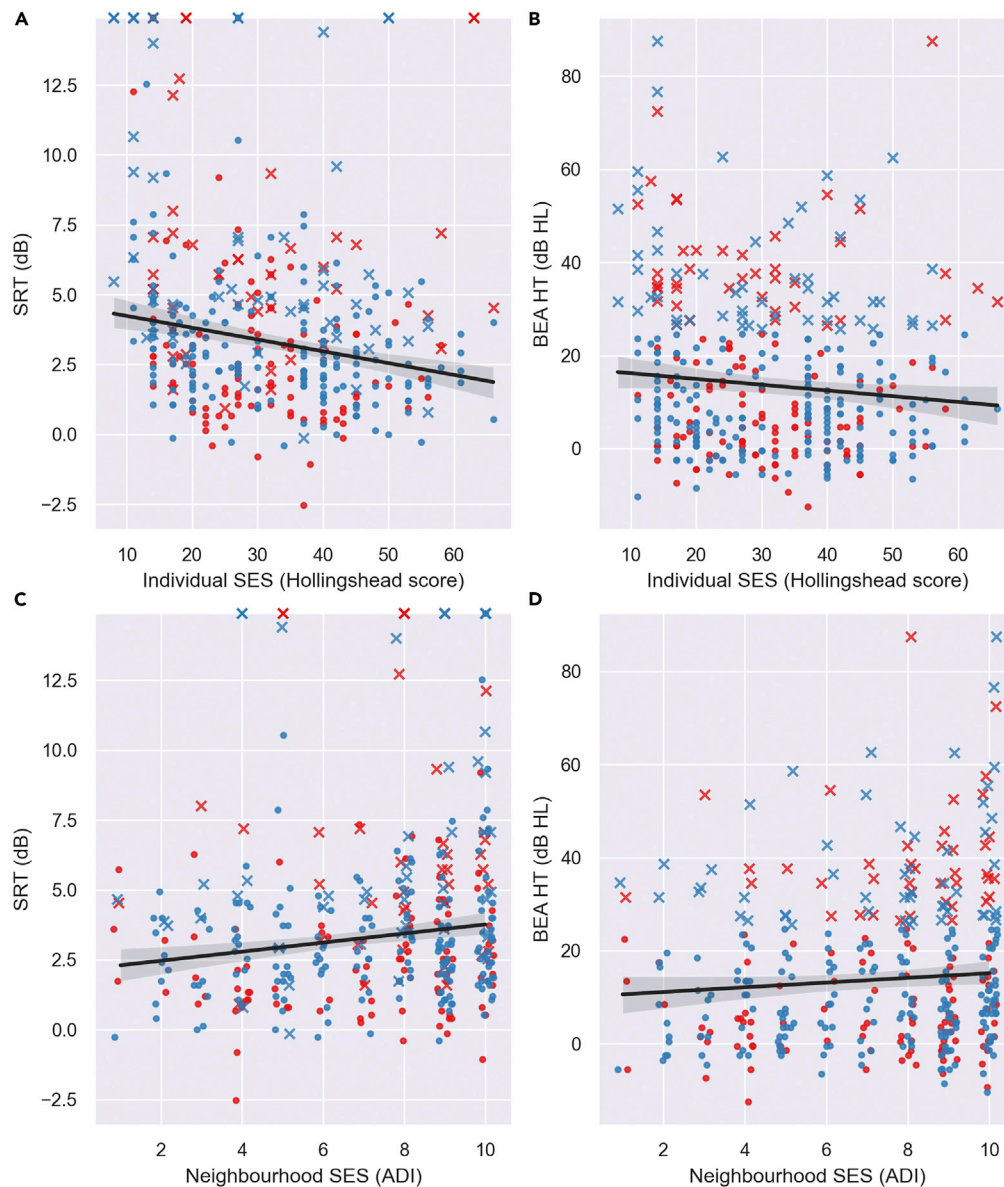 A
B
12.5
10.0
7.5
5.0
2.5
0.0
−2.5
SRT (dB)
10 20 30 40 50 60
Individual SES (Hollingshead score)
80
60
40
20
0
BEA HT (dB HL)
10 20 30 40 50 60
Individual SES (Hollingshead score)
C
D
12.5
10.0
7.5
5.0
2.5
0.0
−2.5
SRT (dB)
2 4 6 8 10
Neighbourhood SES (ADI)
80
60
40
20
0
BEA HT (dB HL)
2 4 6 8 10
Neighbourhood SES (ADI)